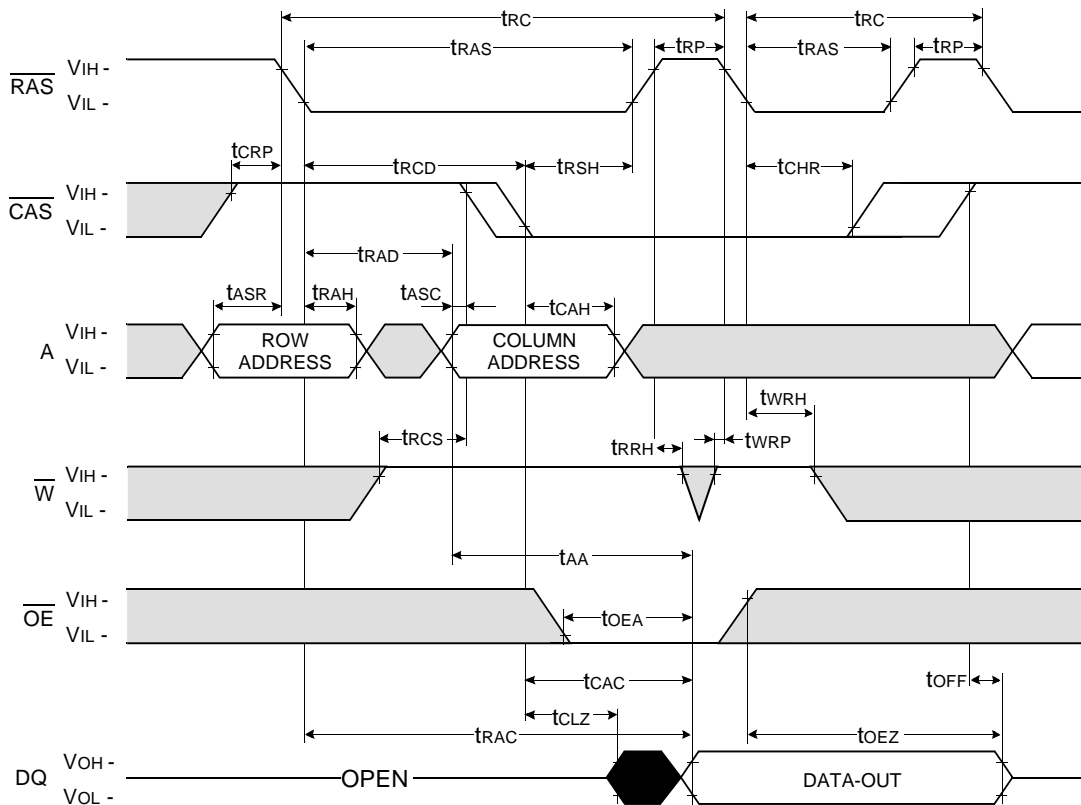 tRC tRC
tRAS tRP tRAS tRP
RAS VIH -
VIL -
tCRP tRCD tRSH tCHR
CAS VIH -
VIL -
tRAD
tASR tRAH tASC tCAH
A VIH -
VIL -
ROW
ADDRESS
COLUMN
ADDRESS
tWRH
tRCS tRRH tWRP
W VIH -
VIL -
tAA
OE VIH -
VIL -
tOEA
tCAC tOFF
tCLZ
tRAC tOEZ
DQ VOH -
VOL -
OPEN DATA-OUT